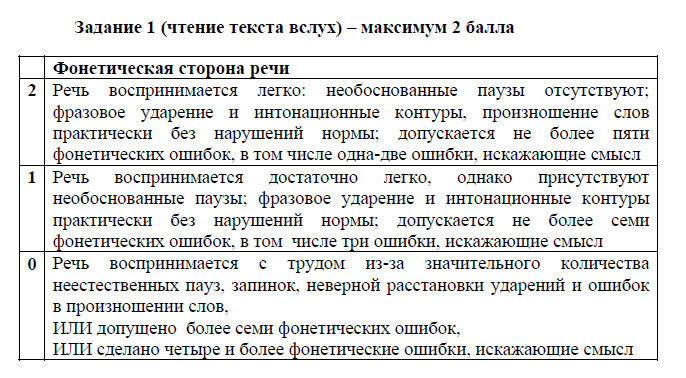 Задание 1 (чтение текста вслух) – максимум 2 балла
Фонетическая сторона речи
2 Речь воспринимается легко: необоснованные паузы отсутствуют;
фразовое ударение и интонационные контуры, произношение слов
практически без нарушений нормы; допускается не более пяти
фонетических ошибок, в том числе одна-две ошибки, искажающие смысл
1 Речь воспринимается достаточно легко, однако присутствуют
необоснованные паузы; фразовое ударение и интонационные контуры
практически без нарушений нормы; допускается не более семи
фонетических ошибок, в том числе три ошибки, искажающие смысл
0 Речь воспринимается с трудом из-за значительного количества
неестественных пауз, запинок, неверной расстановки ударений и ошибок
в произношении слов,
ИЛИ допущено более семи фонетических ошибок,
ИЛИ сделано четыре и более фонетические ошибки, искажающие смысл